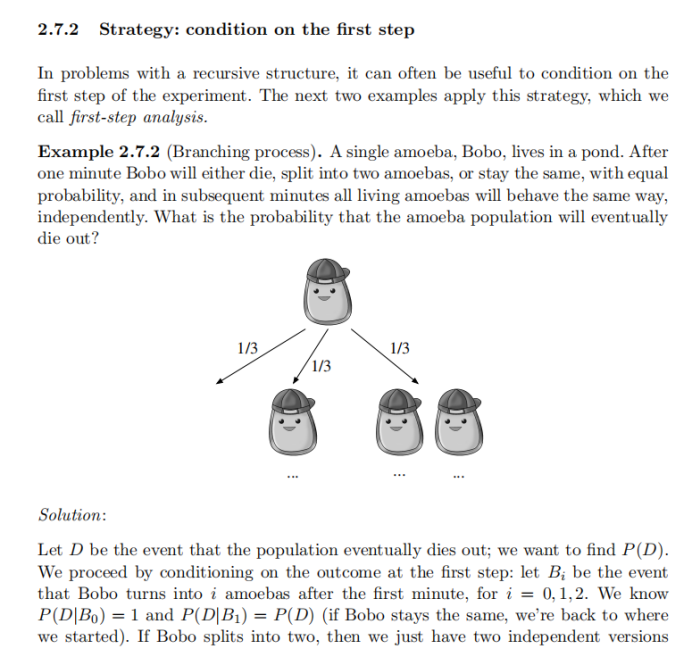 2.7.2 Strategy: condition on the first step
In problems with a recursive structure, it can often be useful to condition on the
first step of the experiment. The next two examples apply this strategy, which we
call first-step analysis.
Example 2.7.2 (Branching process). A single amoeba, Bobo, lives in a pond. After
one minute Bobo will either die, split into two amoebas, or stay the same, with equal
probability, and in subsequent minutes all living amoebas will behave the same way,
independently. What is the probability that the amoeba population will eventually
die out?
1/3
1/3
1/3
... ... ...
Solution:
Let D be the event that the population eventually dies out; we want to find P(D).
We proceed by conditioning on the outcome at the first step: let Bᵢ be the event
that Bobo turns into i amoebas after the first minute, for i = 0, 1, 2. We know
P(D|B₀) = 1 and P(D|B₁) = P(D) (if Bobo stays the same, we're back to where
we started). If Bobo splits into two, then we just have two independent versions